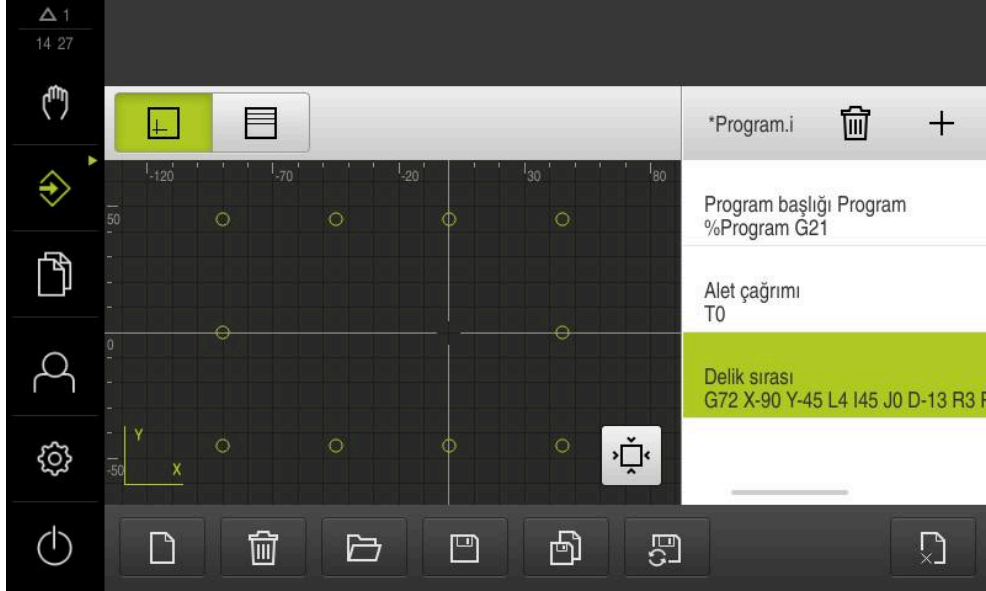 1
14 27
*Program.i
-120
-70
-20
30
80
50
0
-50
Y
X
Program başlığı Program
%Program G21
Alet çağrımı
T0
Delik sırası
G72 X-90 Y-45 L4 I45 J0 D-13 R3